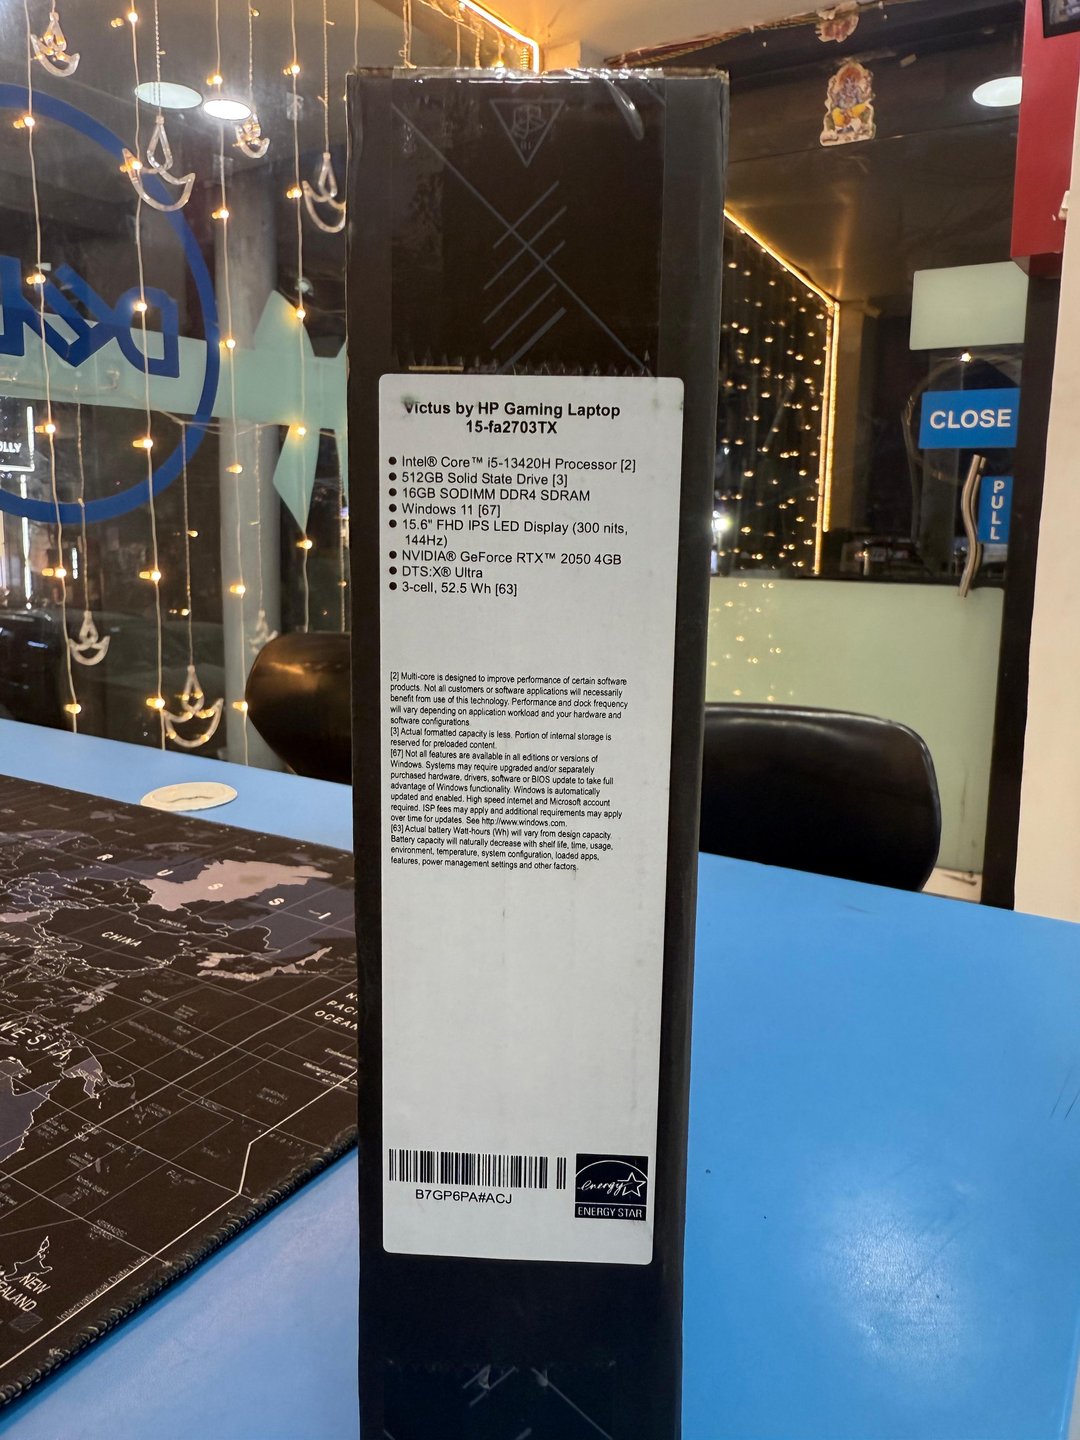 DELL
CLOSE
PULL
Victus by HP Gaming Laptop
15-fa2703TX
● Intel® Core™ i5-13420H Processor [2]
● 512GB Solid State Drive [3]
● 16GB SODIMM DDR4 SDRAM
● Windows 11 [67]
● 15.6" FHD IPS LED Display (300 nits,
144Hz)
● NVIDIA® GeForce RTX™ 2050 4GB
● DTS:X® Ultra
● 3-cell, 52.5 Wh [63]
[2] Multi-core is designed to improve performance of certain software
products. Not all customers or software applications will necessarily
benefit from use of this technology. Performance and clock frequency
will vary depending on application workload and your hardware and
software configurations.
[3] Actual formatted capacity is less. Portion of internal storage is
reserved for preloaded content.
[67] Not all features are available in all editions or versions of
Windows. Systems may require upgraded and/or separately
purchased hardware, drivers, software or BIOS update to take full
advantage of Windows functionality. Windows is automatically
updated and enabled. High speed internet and Microsoft account
required. ISP fees may apply and additional requirements may apply
over time for updates. See http://www.windows.com.
[63] Actual battery Watt-hours (Wh) will vary from design capacity.
Battery capacity will naturally decrease with shelf life, time, usage,
environment, temperature, system configuration, loaded apps,
features, power management settings and other factors.
B7GP6PA#ACJ
energy
ENERGY STAR
R U S S I
CHINA
NESIA
N
PACI
OCEAN
NEW
EALAND
International Date Line